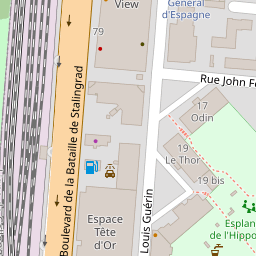 View
79
Général
d'Espagne
Rue John F
17
Odin
19
Le Thor
19 bis
Boulevard de la Bataille de Stalingrad
Louis Guérin
Espace
Tête
d'Or
Esplan
de l'Hippo